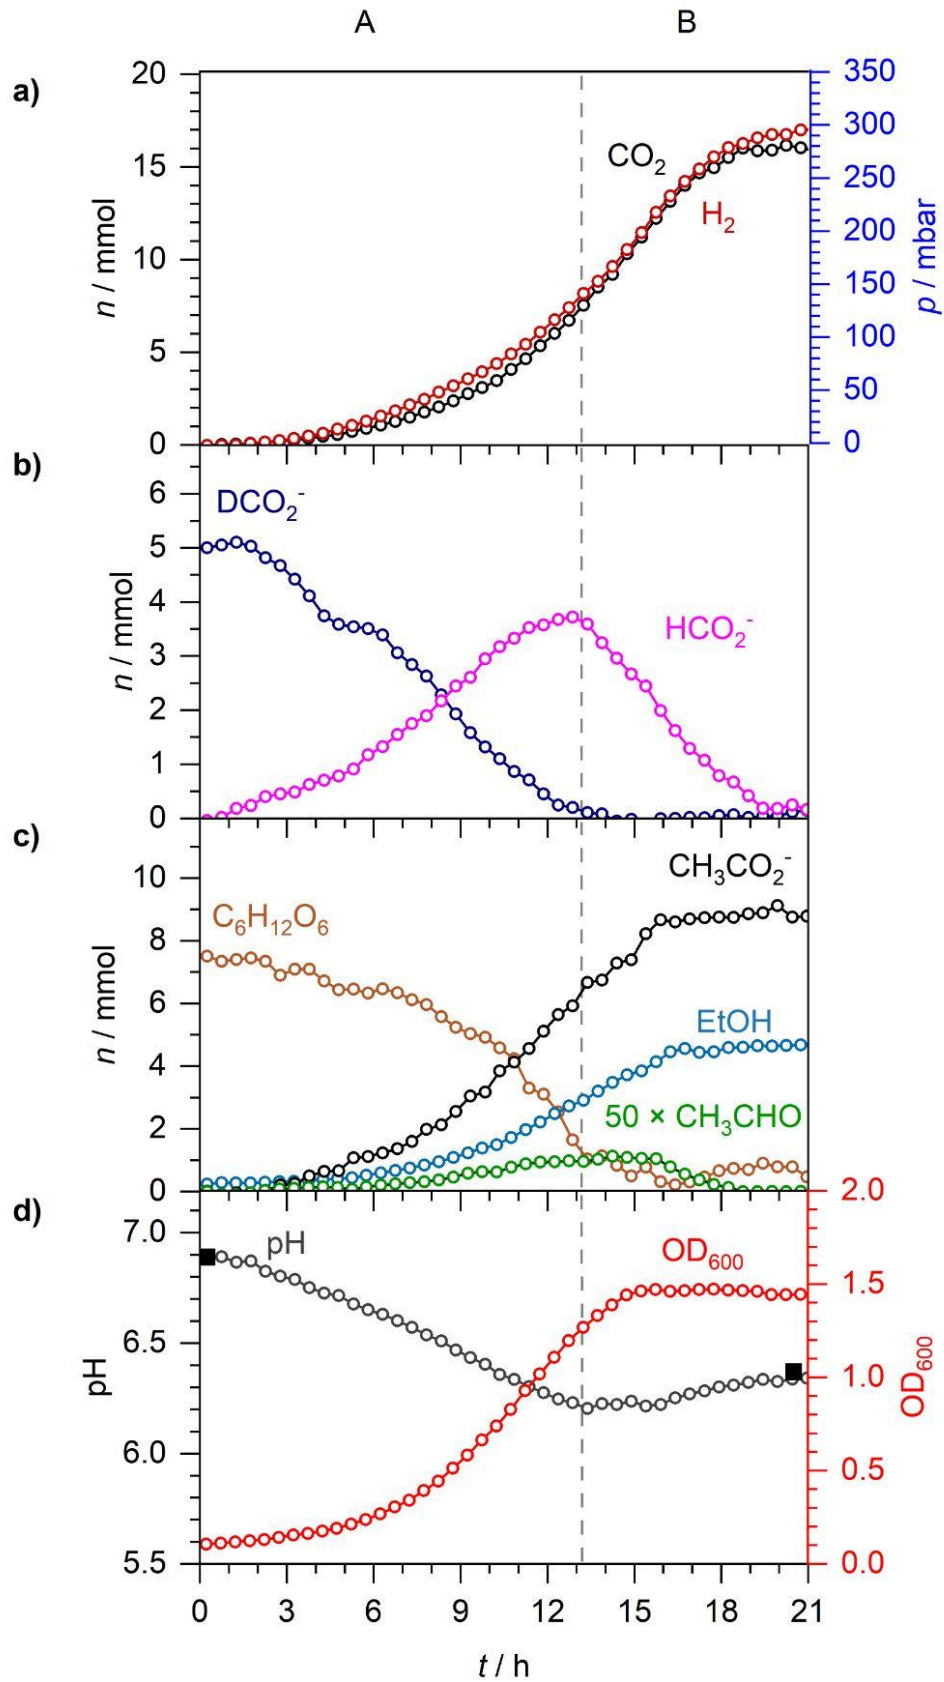 A B
a)
20
15
10
5
0
n / mmol
CO₂
H₂
350
300
250
200
150
100
50
0
p / mbar
b)
6
5
4
3
2
1
0
n / mmol
DCO₂⁻
HCO₂⁻
c)
10
8
6
4
2
0
n / mmol
C₆H₁₂O₆
CH₃CO₂⁻
EtOH
50 × CH₃CHO
d)
7.0
6.5
6.0
5.5
pH
pH
OD₆₀₀
2.0
1.5
1.0
0.5
0.0
OD₆₀₀
0 3 6 9 12 15 18 21
t / h